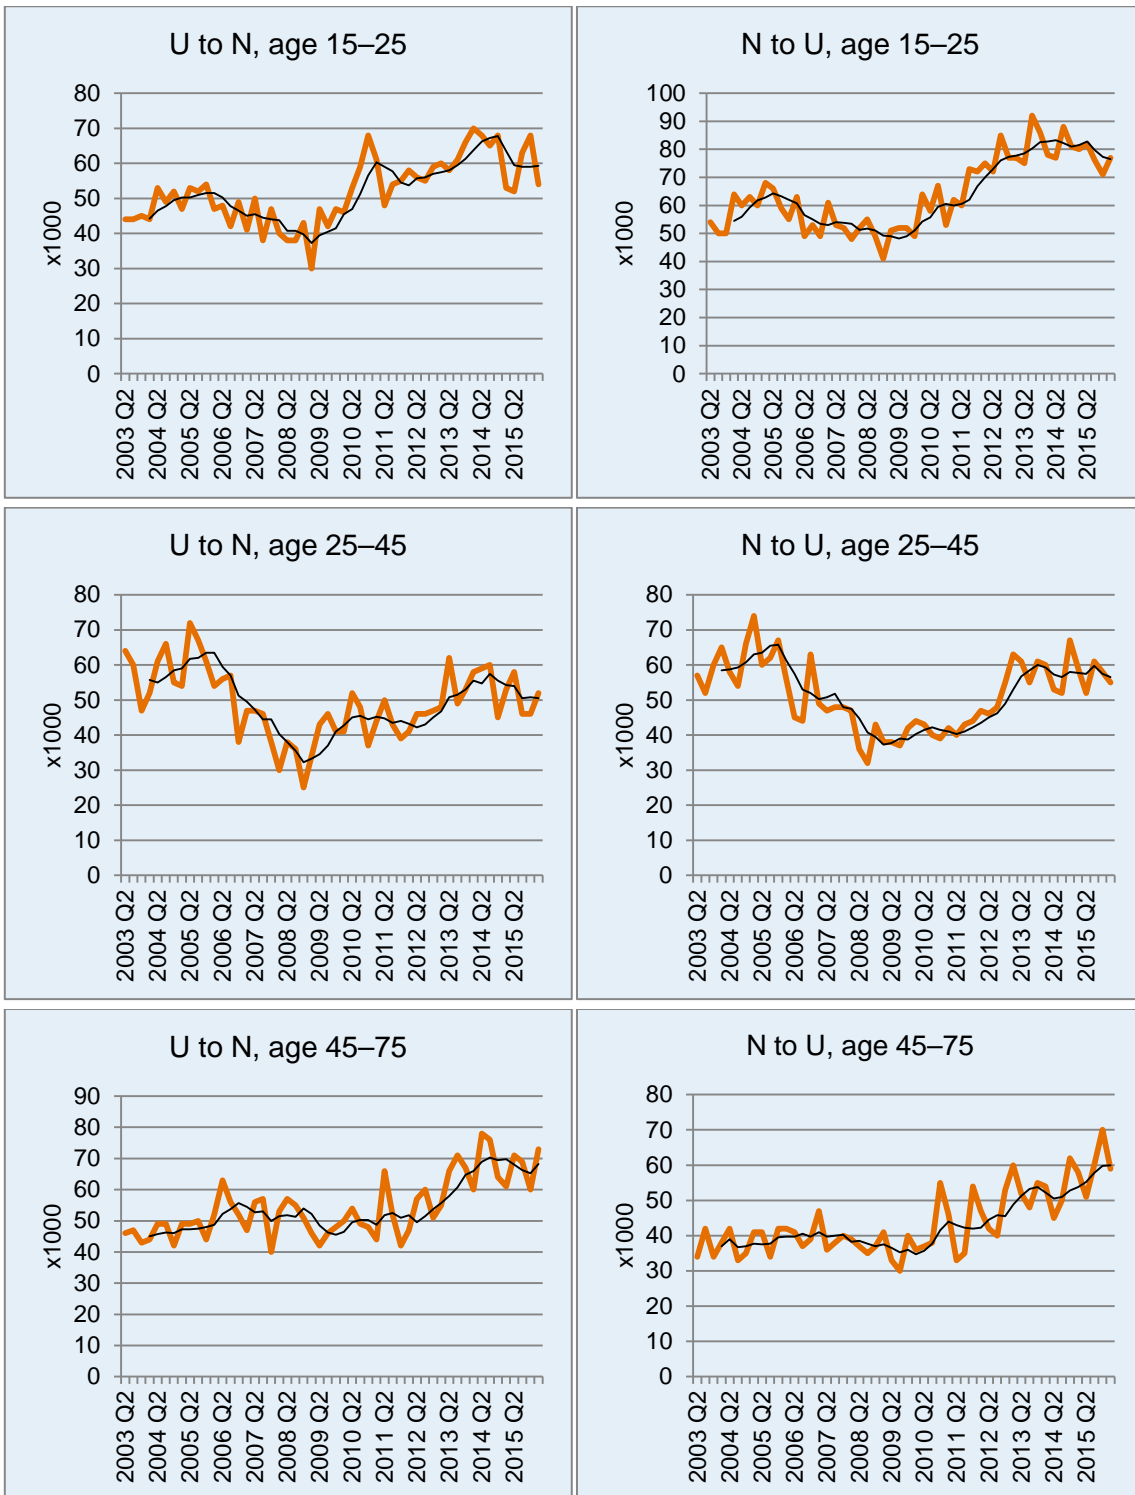 U to N, age 15–25
x1000
80
70
60
50
40
30
20
10
0
2003 Q2
2004 Q2
2005 Q2
2006 Q2
2007 Q2
2008 Q2
2009 Q2
2010 Q2
2011 Q2
2012 Q2
2013 Q2
2014 Q2
2015 Q2
N to U, age 15–25
x1000
100
90
80
70
60
50
40
30
20
10
0
2003 Q2
2004 Q2
2005 Q2
2006 Q2
2007 Q2
2008 Q2
2009 Q2
2010 Q2
2011 Q2
2012 Q2
2013 Q2
2014 Q2
2015 Q2
U to N, age 25–45
x1000
80
70
60
50
40
30
20
10
0
2003 Q2
2004 Q2
2005 Q2
2006 Q2
2007 Q2
2008 Q2
2009 Q2
2010 Q2
2011 Q2
2012 Q2
2013 Q2
2014 Q2
2015 Q2
N to U, age 25–45
x1000
80
70
60
50
40
30
20
10
0
2003 Q2
2004 Q2
2005 Q2
2006 Q2
2007 Q2
2008 Q2
2009 Q2
2010 Q2
2011 Q2
2012 Q2
2013 Q2
2014 Q2
2015 Q2
U to N, age 45–75
x1000
90
80
70
60
50
40
30
20
10
0
2003 Q2
2004 Q2
2005 Q2
2006 Q2
2007 Q2
2008 Q2
2009 Q2
2010 Q2
2011 Q2
2012 Q2
2013 Q2
2014 Q2
2015 Q2
N to U, age 45–75
x1000
80
70
60
50
40
30
20
10
0
2003 Q2
2004 Q2
2005 Q2
2006 Q2
2007 Q2
2008 Q2
2009 Q2
2010 Q2
2011 Q2
2012 Q2
2013 Q2
2014 Q2
2015 Q2